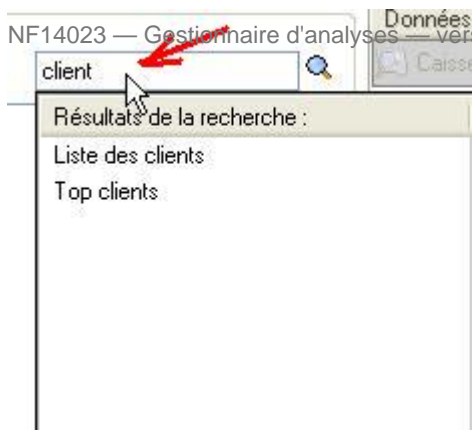 Données
NF14023 — Gestionnaire d'analyses — vers
client
Caisse
Résultats de la recherche :
Liste des clients
Top clients